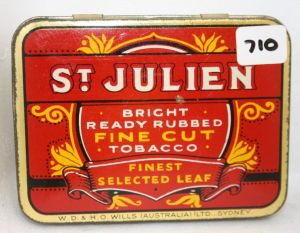 710
ST JULIEN
BRIGHT
READY RUBBED
FINE CUT
TOBACCO
FINEST
SELECTED LEAF
W.D. & H.O. WILLS (AUSTRALIA) LTD., SYDNEY